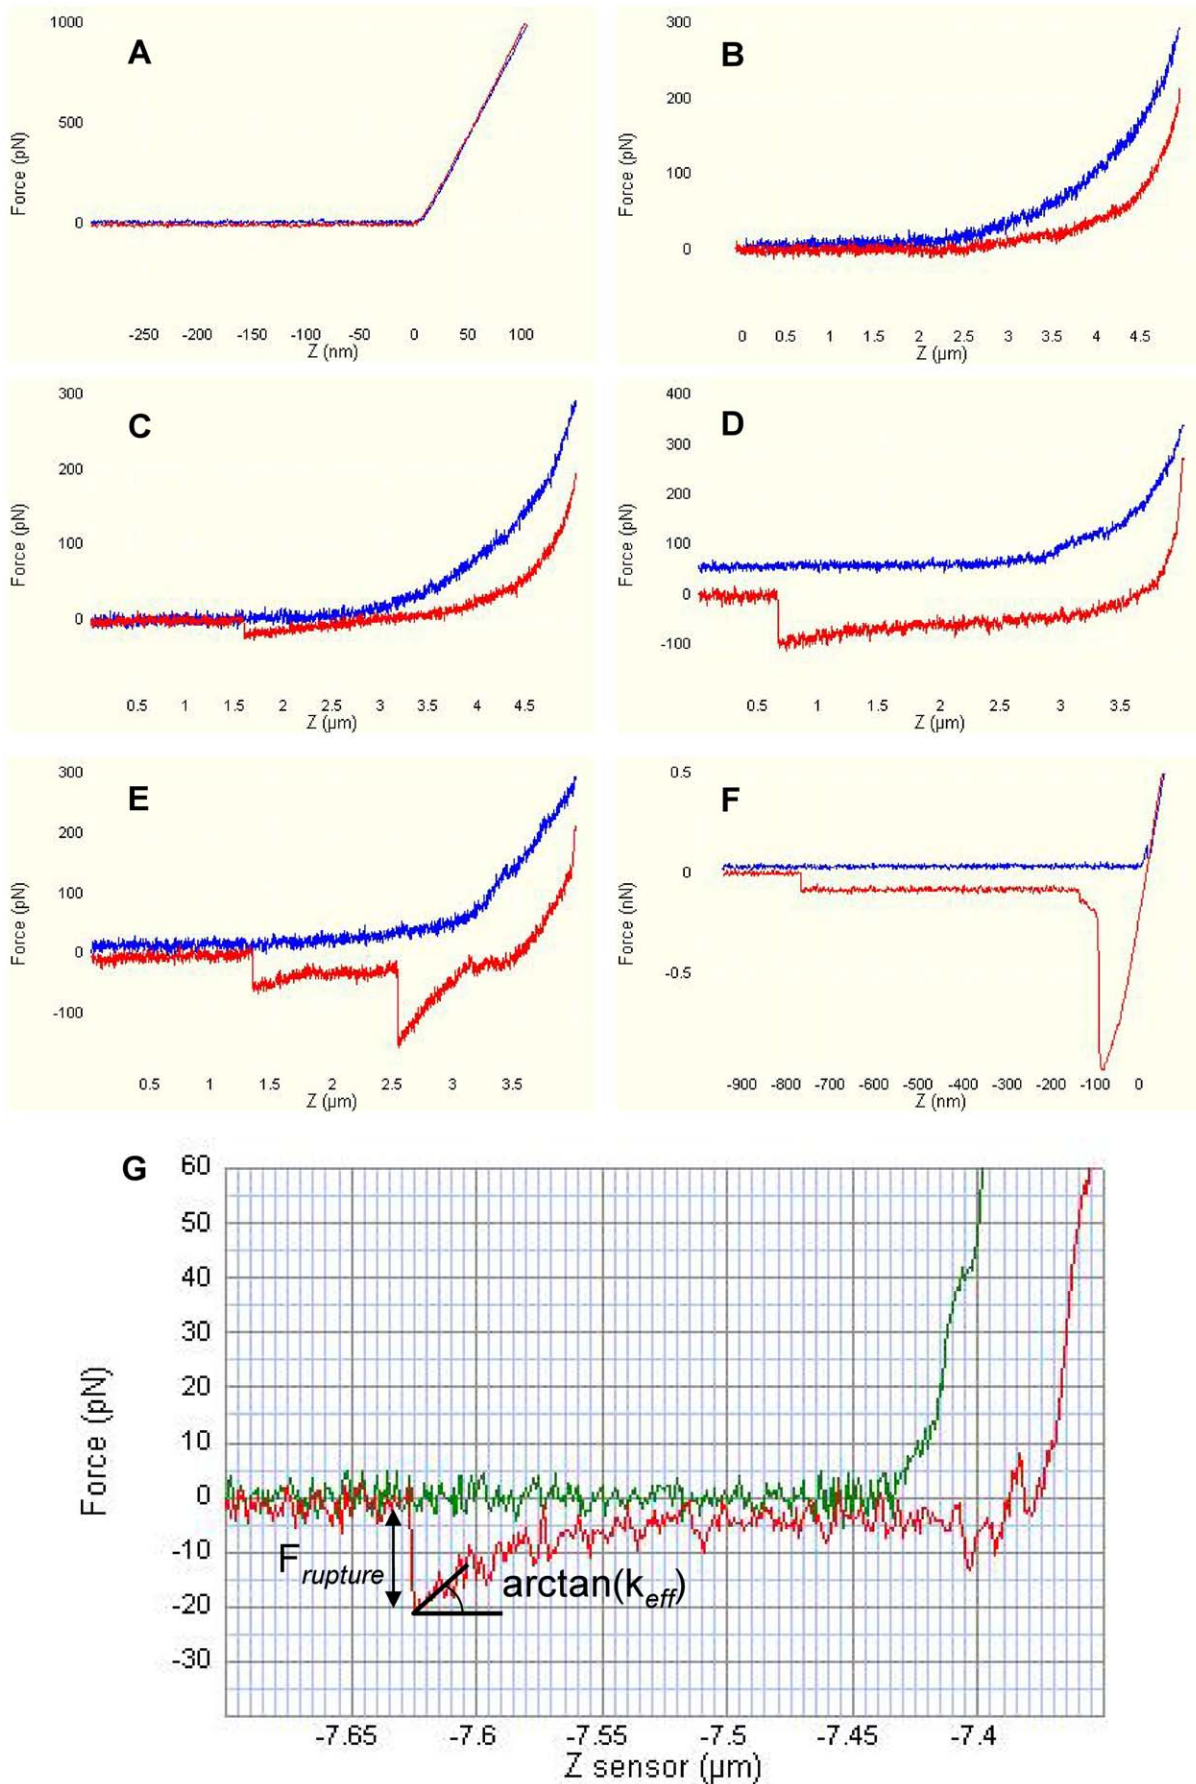 A
1000
500
0
Force (pN)
-250 -200 -150 -100 -50 0 50 100
Z (nm)
B
300
200
100
0
Force (pN)
0 0.5 1 1.5 2 2.5 3 3.5 4 4.5
Z (µm)
C
300
200
100
0
Force (pN)
0.5 1 1.5 2 2.5 3 3.5 4 4.5
Z (µm)
D
400
300
200
100
0
-100
Force (pN)
0.5 1 1.5 2 2.5 3 3.5
Z (µm)
E
300
200
100
0
-100
Force (pN)
0.5 1 1.5 2 2.5 3 3.5
Z (µm)
F
0.5
0
-0.5
Force (nN)
-900 -800 -700 -600 -500 -400 -300 -200 -100 0
Z (nm)
G
60
50
40
30
20
10
0
-10
-20
-30
Force (pN)
Frupture
arctan(keff)
-7.65 -7.6 -7.55 -7.5 -7.45 -7.4
Z sensor (µm)